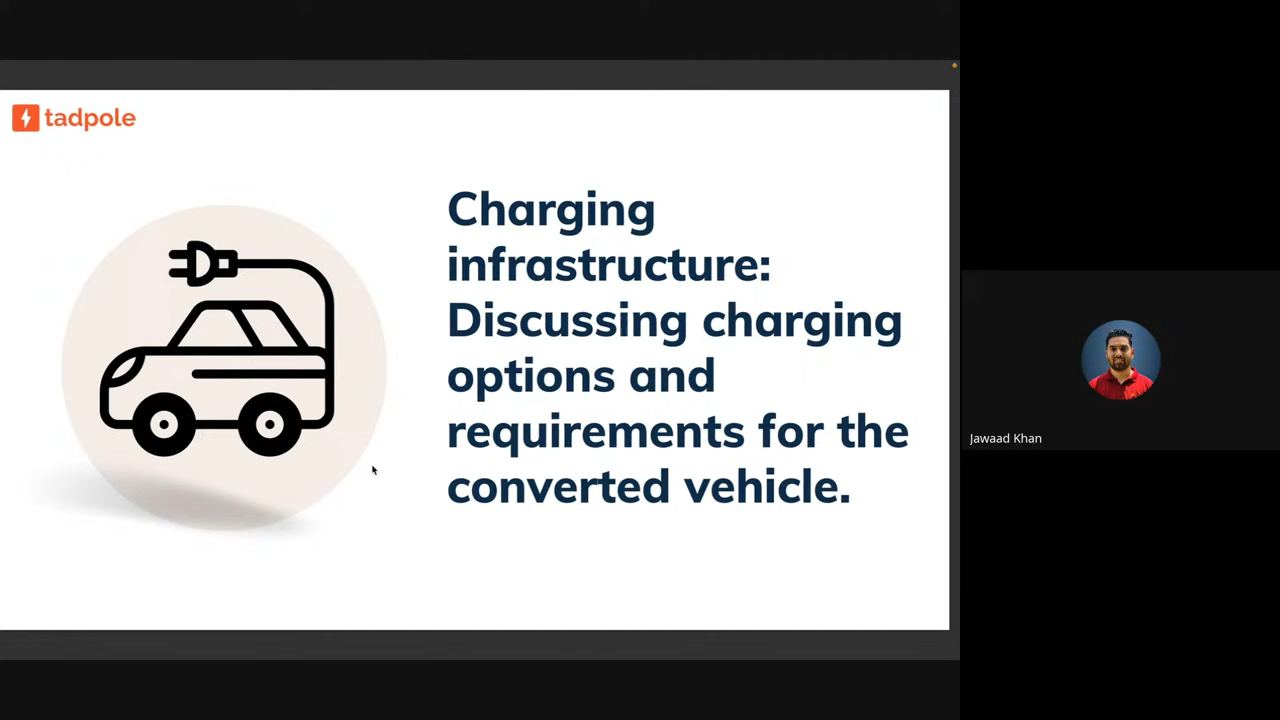 tadpole
Charging
infrastructure:
Discussing charging
options and
requirements for the
converted vehicle.
Jawaad Khan